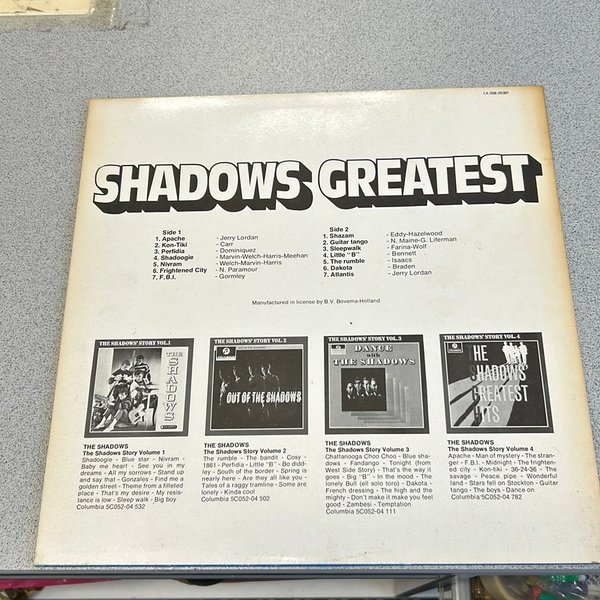 1A 058-05361
SHADOWS GREATEST
Side 1
1. Apache - Jerry Lordan
2. Kon-Tiki - Carr
3. Perfidia - Dominiquez
4. Shadoogie - Marvin-Welch-Harris-Meehan
5. Nivram - Welch-Marvin-Harris
6. Frightened City - N. Paramour
7. F.B.I. - Gormley
Side 2
1. Shazam - Eddy-Hazelwood
2. Guitar tango - N. Maine-G. Liferman
3. Sleepwalk - Farina-Wolf
4. Little "B" - Bennett
5. The rumble - Isaacs
6. Dakota - Braden
7. Atlantis - Jerry Lordan
Manufactured in license by B.V. Bovema-Holland
THE SHADOWS' STORY VOL.1
THE SHADOWS
THE SHADOWS' STORY VOL.2
OUT OF THE SHADOWS
THE SHADOWS' STORY VOL.3
DANCE
with
THE SHADOWS
THE SHADOWS' STORY VOL.4
THE
SHADOWS'
GREATEST
HITS
THE SHADOWS
The Shadows Story Volume 1
Shadoogie - Blue star - Nivram -
Baby me heart - See you in my
dreams - All my sorrows - Stand up
and say that - Gonzales - Find me a
golden street - Theme from a filleted
place - That's my desire - My resis-
tance is low - Sleep walk - Big boy
Columbia 5C052-04 532
THE SHADOWS
The Shadows Story Volume 2
The rumble - The bandit - Cosy -
1861 - Perfidia - Little "B" - Bo didd-
ley - South of the border - Spring is
nearly here - Are they all like you -
Tales of a raggy tramline - Some are
lonely - Kinda cool
Columbia 5C052-04 502
THE SHADOWS
The Shadows Story Volume 3
Chattanooga Choo Choo - Blue sha-
dows - Fandango - Tonight (from
West Side Story) - That's the way it
goes - Big "B" - In the mood - The
lonely Bull (el solo toro) - Dakota -
French dressing - The high and the
mighty - Don't make it make you feel
good - Zambesi - Temptation
Columbia 5C052-04 111
THE SHADOWS
The Shadows Story Volume 4
Apache - Man of mystery - The stran-
ger - F.B.I. - Midnight - The frighten-
ed city - Kon-tiki - 36-24-36 - The
savage - Peace pipe - Wonderful
land - Stars fell on Stockton - Guitar
tango - The boys - Dance on
Columbia 5C052-04 782